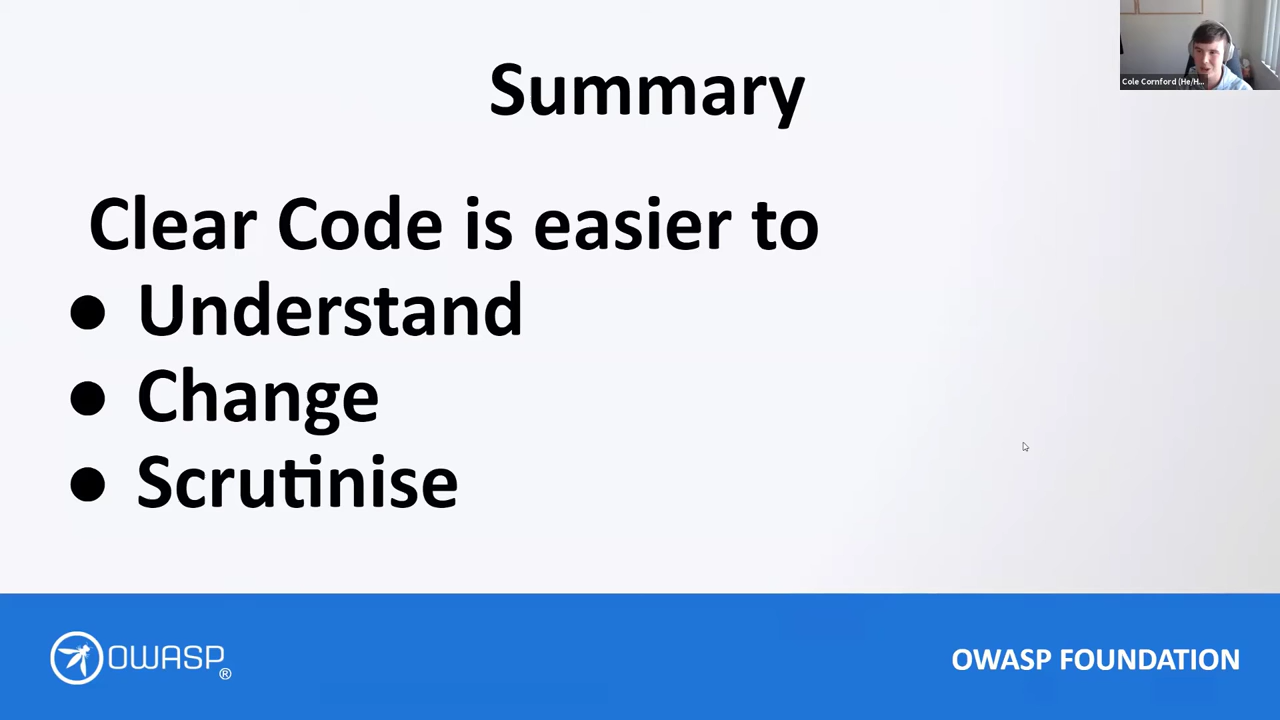 Summary
Cole Cornford (He/H...
Clear Code is easier to
● Understand
● Change
● Scrutinise
OWASP®
OWASP FOUNDATION